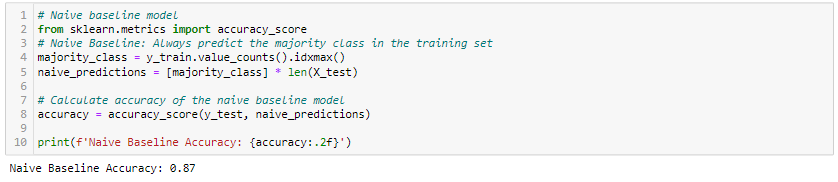 1 # Naive baseline model
2 from sklearn.metrics import accuracy_score
3 # Naive Baseline: Always predict the majority class in the training set
4 majority_class = y_train.value_counts().idxmax()
5 naive_predictions = [majority_class] * len(X_test)
6
7 # Calculate accuracy of the naive baseline model
8 accuracy = accuracy_score(y_test, naive_predictions)
9
10 print(f'Naive Baseline Accuracy: {accuracy:.2f}')
Naive Baseline Accuracy: 0.87